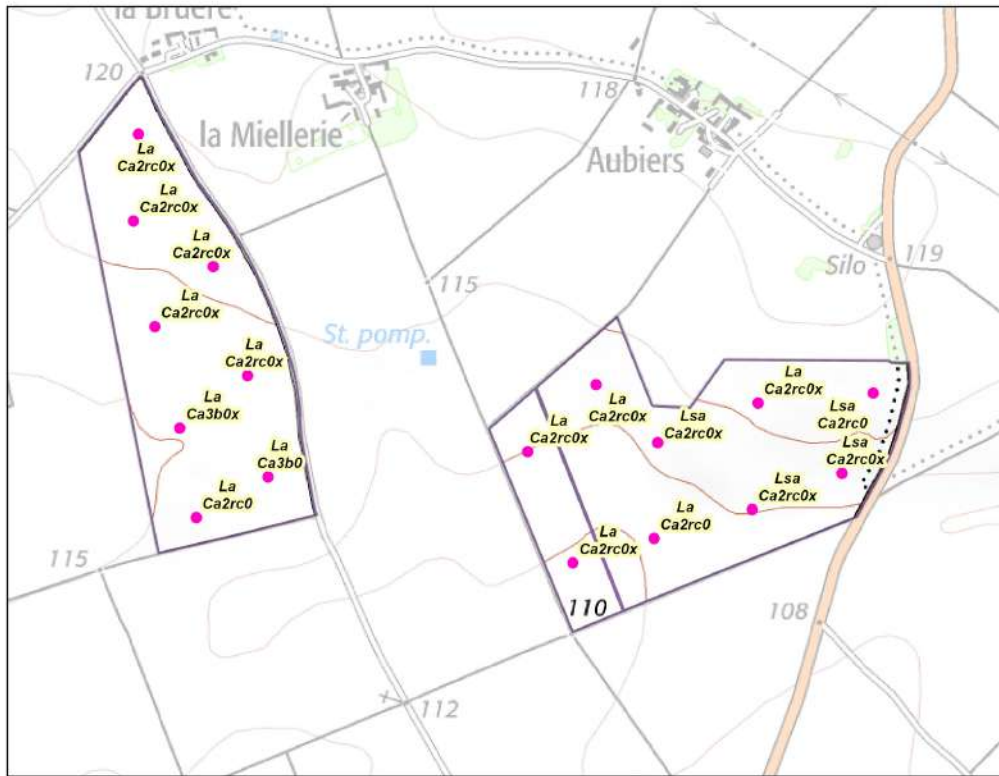 la Bruère
120
la Miellerie
118
Aubiers
Silo
119
115
St. pomp.
La
Ca2rc0x
La
Ca2rc0x
La
Ca2rc0x
La
Ca2rc0x
La
Ca2rc0x
La
Ca3b0x
La
Ca3b0
La
Ca2rc0
La
Ca2rc0x
La
Ca2rc0x
Lsa
Ca2rc0x
La
Ca2rc0x
Lsa
Ca2rc0
Lsa
Ca2rc0x
Lsa
Ca2rc0x
La
Ca2rc0
La
Ca2rc0x
115
110
108
112